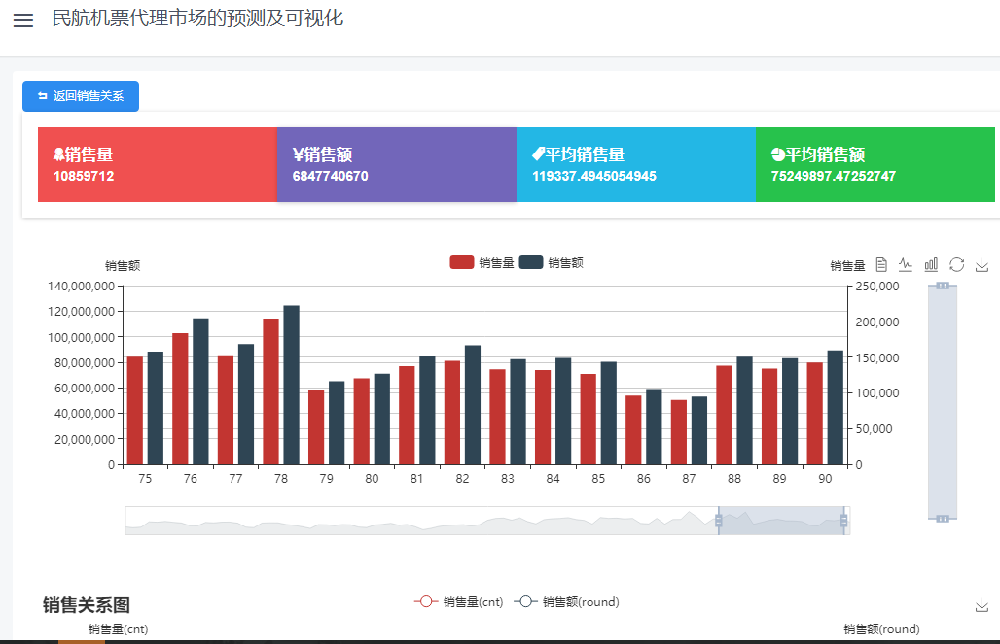 民航机票代理市场的预测及可视化
返回销售关系
销售量
10859712
¥销售额
6847740670
平均销售量
119337.4945054945
平均销售额
75249897.47252747
销售额
销售量 销售额
销售量
140,000,000
120,000,000
100,000,000
80,000,000
60,000,000
40,000,000
20,000,000
0
250,000
200,000
150,000
100,000
50,000
0
75 76 77 78 79 80 81 82 83 84 85 86 87 88 89 90
销售关系图
销售量(cnt) 销售额(round)
销售量(cnt)
销售额(round)